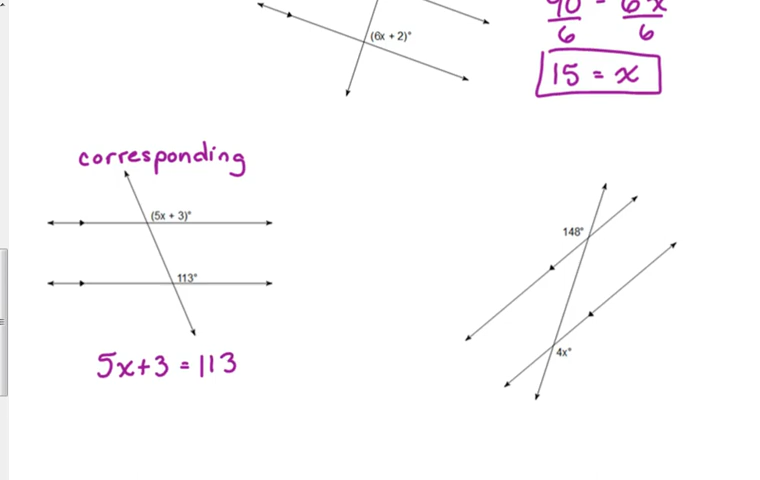 90 = 6x
6 6
(6x + 2)°
15 = x
corresponding
(5x + 3)°
148°
113°
4x°
5x+3 = 113